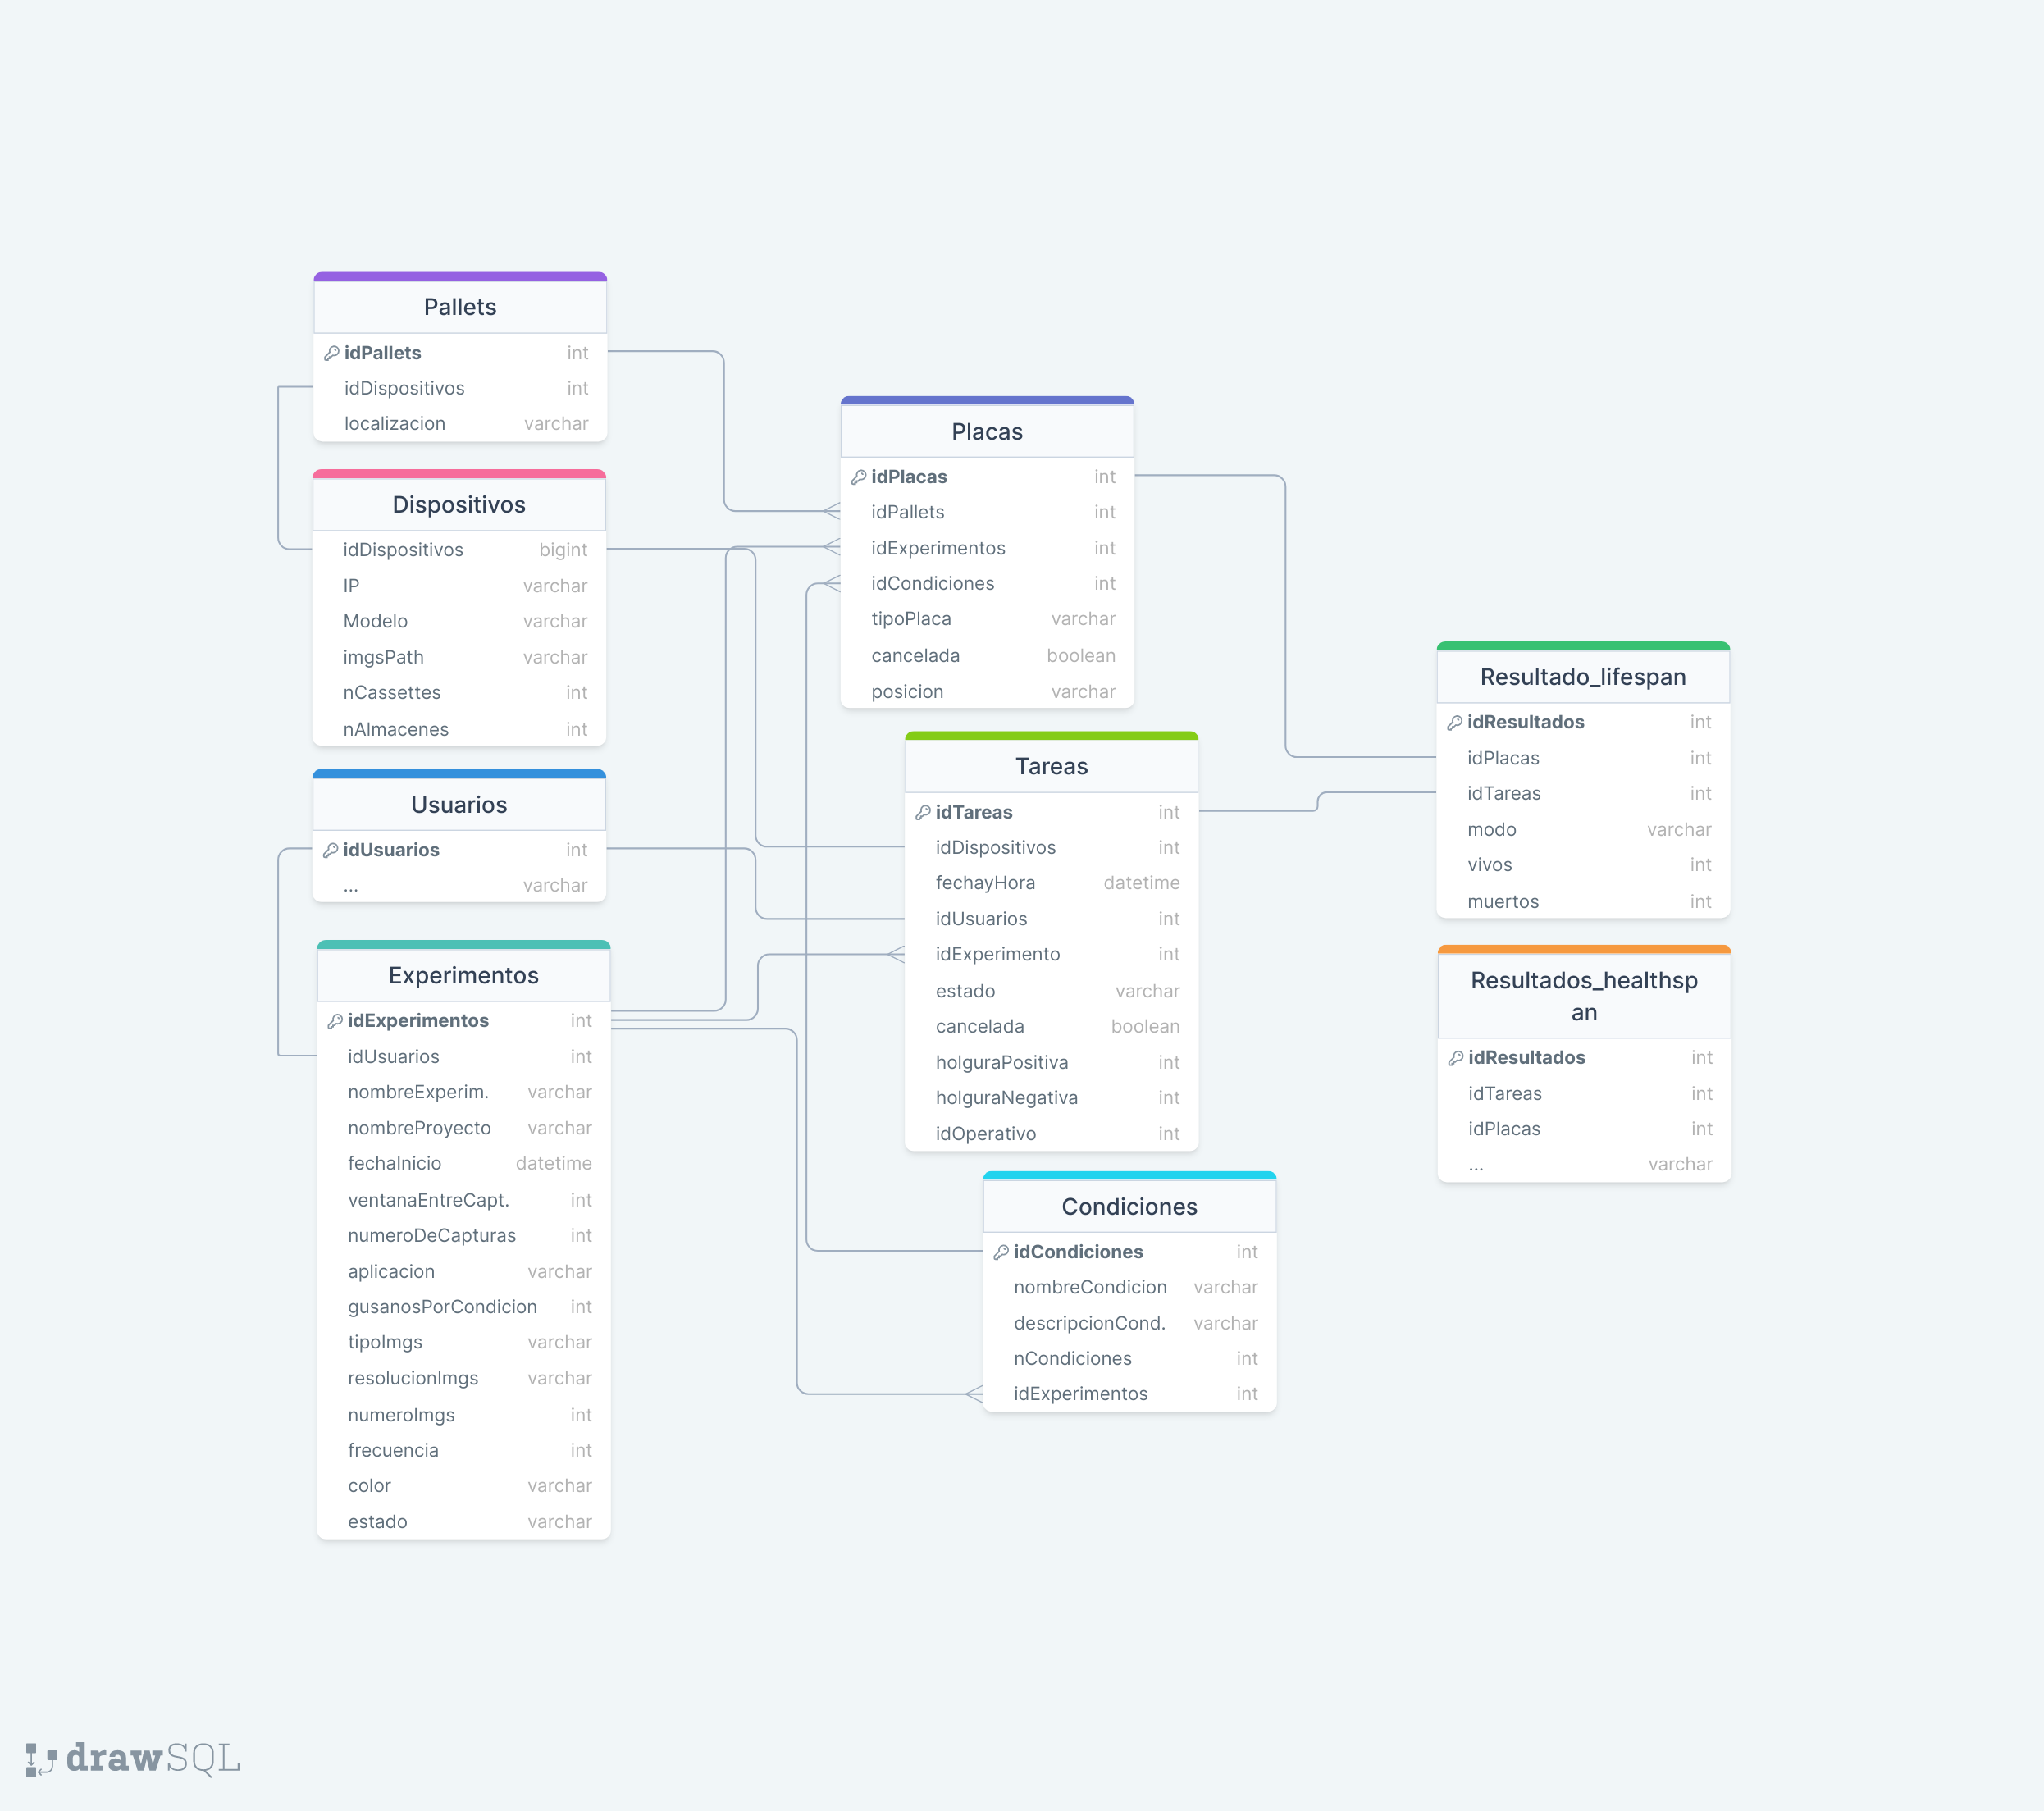 Pallets
idPallets int
idDispositivos int
localizacion varchar
Dispositivos
idDispositivos bigint
IP varchar
Modelo varchar
imgsPath varchar
nCassettes int
nAlmacenes int
Usuarios
idUsuarios int
... varchar
Experimentos
idExperimentos int
idUsuarios int
nombreExperim. varchar
nombreProyecto varchar
fechaInicio datetime
ventanaEntreCapt. int
numeroDeCapturas int
aplicacion varchar
gusanosPorCondicion int
tipoImgs varchar
resolucionImgs varchar
numeroImgs int
frecuencia int
color varchar
estado varchar
Placas
idPlacas int
idPallets int
idExperimentos int
idCondiciones int
tipoPlaca varchar
cancelada boolean
posicion varchar
Tareas
idTareas int
idDispositivos int
fechayHora datetime
idUsuarios int
idExperimento int
estado varchar
cancelada boolean
holguraPositiva int
holguraNegativa int
idOperativo int
Condiciones
idCondiciones int
nombreCondicion varchar
descripcionCond. varchar
nCondiciones int
idExperimentos int
Resultado_lifespan
idResultados int
idPlacas int
idTareas int
modo varchar
vivos int
muertos int
Resultados_healthsp
an
idResultados int
idTareas int
idPlacas int
... varchar
drawSQL